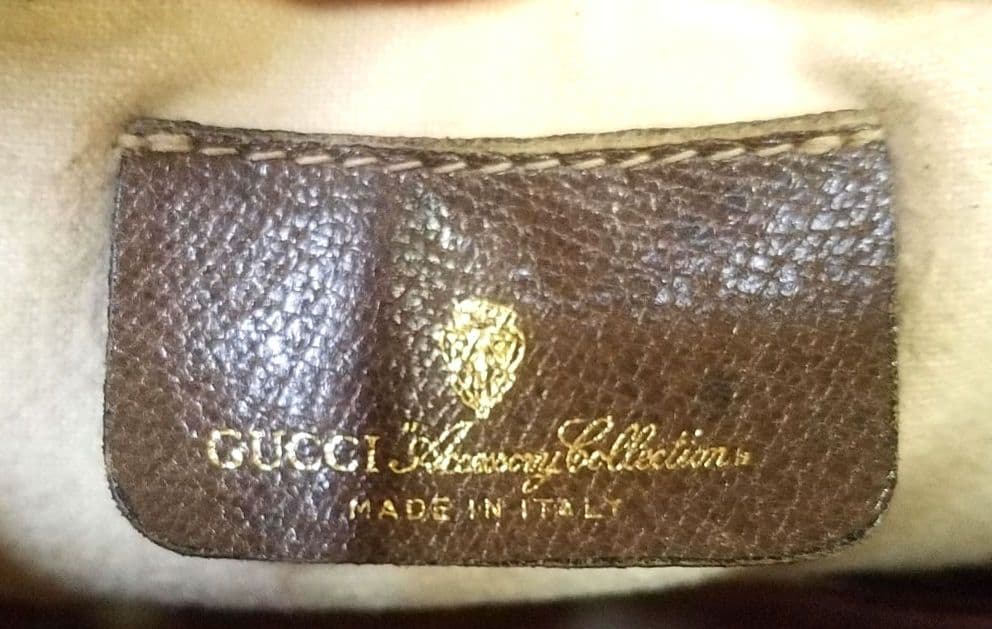 GUCCI "Accessory Collection"
MADE IN ITALY